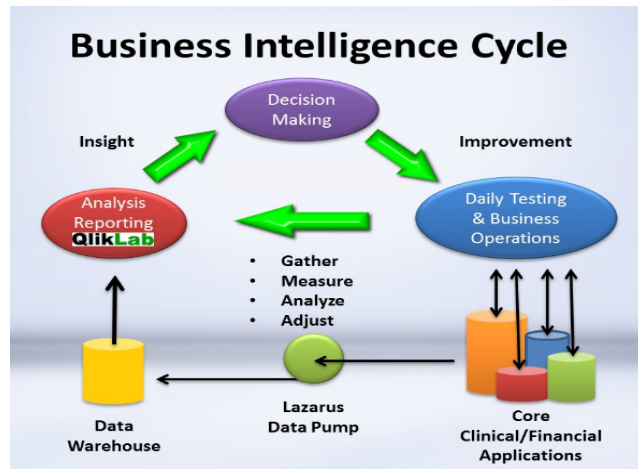 Business Intelligence Cycle
Decision
Making
Insight
Improvement
Analysis
Reporting
QlikLab
Daily Testing
& Business
Operations
• Gather
• Measure
• Analyze
• Adjust
Data
Warehouse
Lazarus
Data Pump
Core
Clinical/Financial
Applications